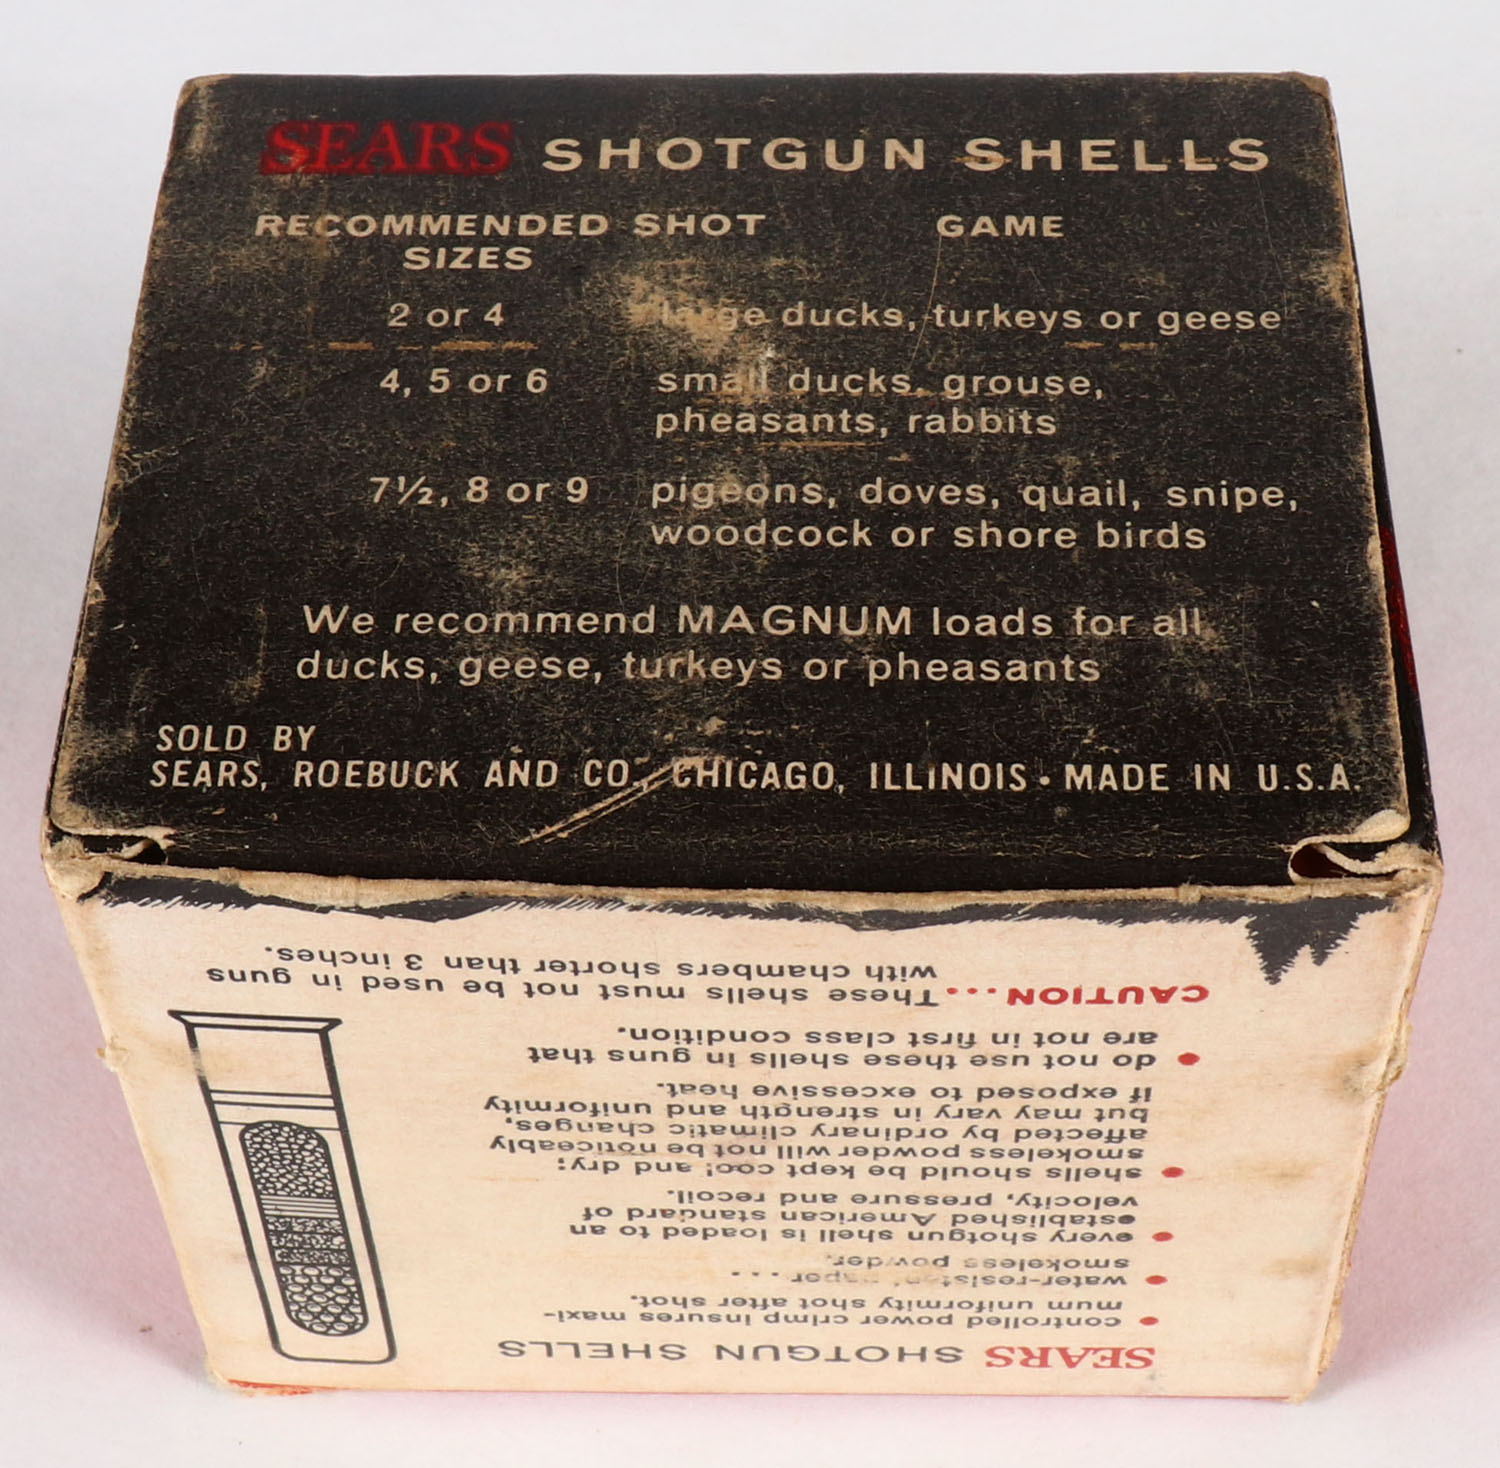 SEARS SHOTGUN SHELLS
RECOMMENDED SHOT SIZES
GAME
2 or 4
large ducks, turkeys or geese
4, 5 or 6
small ducks, grouse,
pheasants, rabbits
7½, 8 or 9
pigeons, doves, quail, snipe,
woodcock or shore birds
We recommend MAGNUM loads for all
ducks, geese, turkeys or pheasants
SOLD BY
SEARS, ROEBUCK AND CO., CHICAGO, ILLINOIS • MADE IN U.S.A.
SEARS SHOTGUN SHELLS
• controlled power crimp insures maxi-
mum uniformity shot after shot.
• water-resistent paper ...
smokeless powder.
• every shotgun shell is loaded to an
established American standard of
velocity, pressure and recoil.
• shells should be kept cool and dry;
smokeless powder will not be noticeably
affected by ordinary climatic changes,
but may vary in strength and uniformity
if exposed to excessive heat.
• do not use these shells in guns that
are not in first class condition.
CAUTION...These shells must not be used in guns
with chambers shorter than 3 inches.